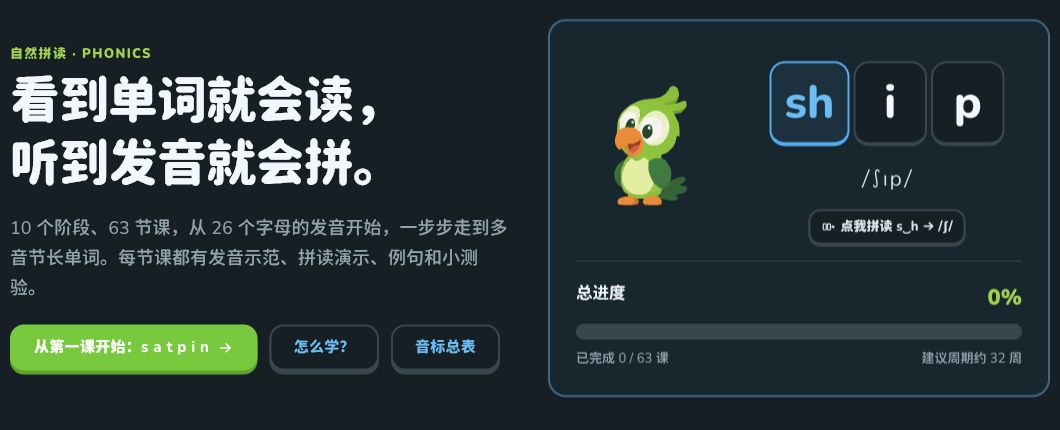 自然拼读 · PHONICS
看到单词就会读，
听到发音就会拼。
10 个阶段、63 节课，从 26 个字母的发音开始，一步步走到多
音节长单词。每节课都有发音示范、拼读演示、例句和小测
验。
从第一课开始：s a t p i n →
怎么学？
音标总表
sh i p
/ʃɪp/
点我拼读 s‿h → /ʃ/
总进度
0%
已完成 0 / 63 课
建议周期约 32 周